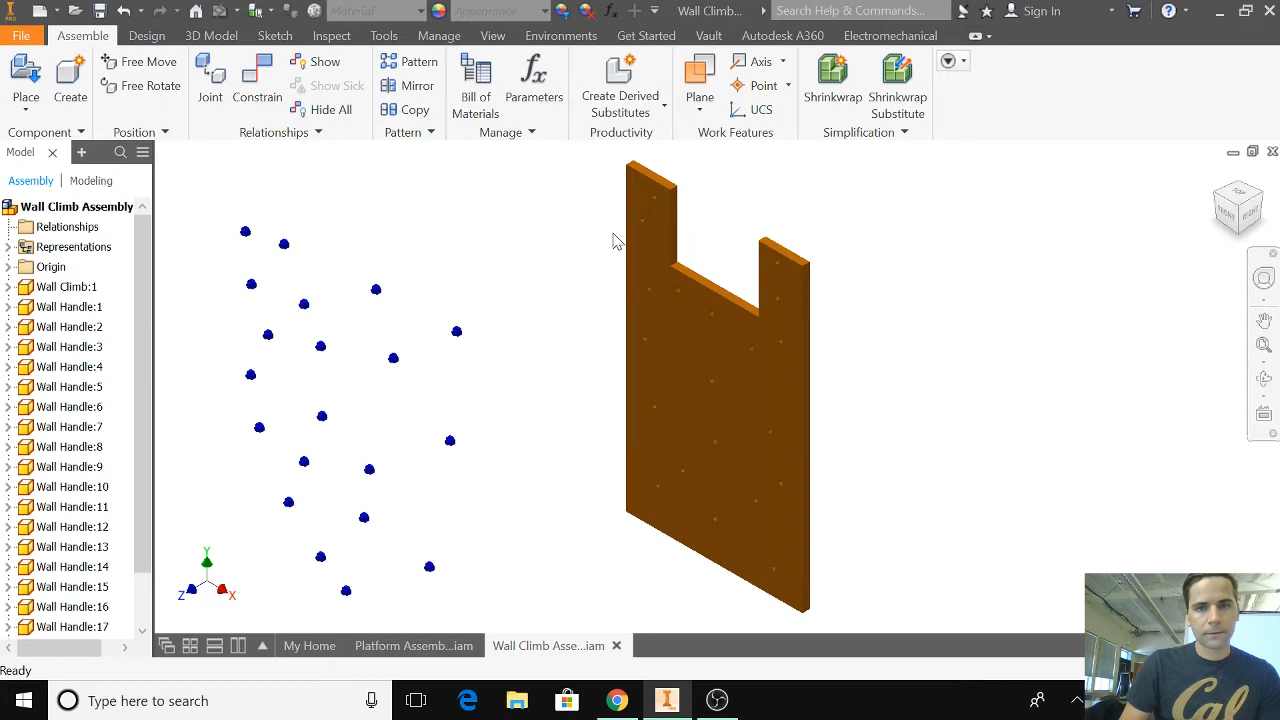 PRO
Material
Appearance
Wall Climb...
Search Help & Commands...
Sign In
File
Assemble
Design
3D Model
Sketch
Inspect
Tools
Manage
View
Environments
Get Started
Vault
Autodesk A360
Electromechanical
Place
Create
Free Move
Free Rotate
Component
Position
Joint
Constrain
Show
Show Sick
Hide All
Relationships
Pattern
Mirror
Copy
Pattern
Bill of
Materials
Parameters
Manage
Create Derived
Substitutes
Productivity
Plane
Axis
Point
UCS
Work Features
Shrinkwrap
Shrinkwrap
Substitute
Simplification
Model
Assembly
Modeling
Wall Climb Assembly
Relationships
Representations
Origin
Wall Climb:1
Wall Handle:1
Wall Handle:2
Wall Handle:3
Wall Handle:4
Wall Handle:5
Wall Handle:6
Wall Handle:7
Wall Handle:8
Wall Handle:9
Wall Handle:10
Wall Handle:11
Wall Handle:12
Wall Handle:13
Wall Handle:14
Wall Handle:15
Wall Handle:16
Wall Handle:17
FRONT
RIGHT
Y
Z
X
My Home
Platform Assemb...iam
Wall Climb Asse...iam
Ready
Type here to search
Cal